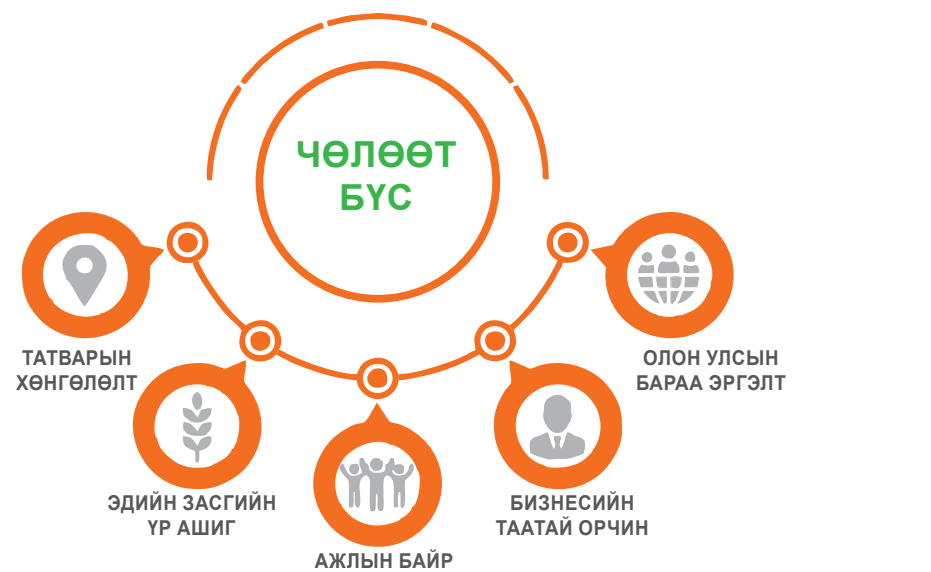 ЧӨЛӨӨТ
БҮС
ТАТВАРЫН
ХӨНГӨЛӨЛТ
ЭДИЙН ЗАСГИЙН
ҮР АШИГ
АЖЛЫН БАЙР
БИЗНЕСИЙН
ТААТАЙ ОРЧИН
ОЛОН УЛСЫН
БАРАА ЭРГЭЛТ